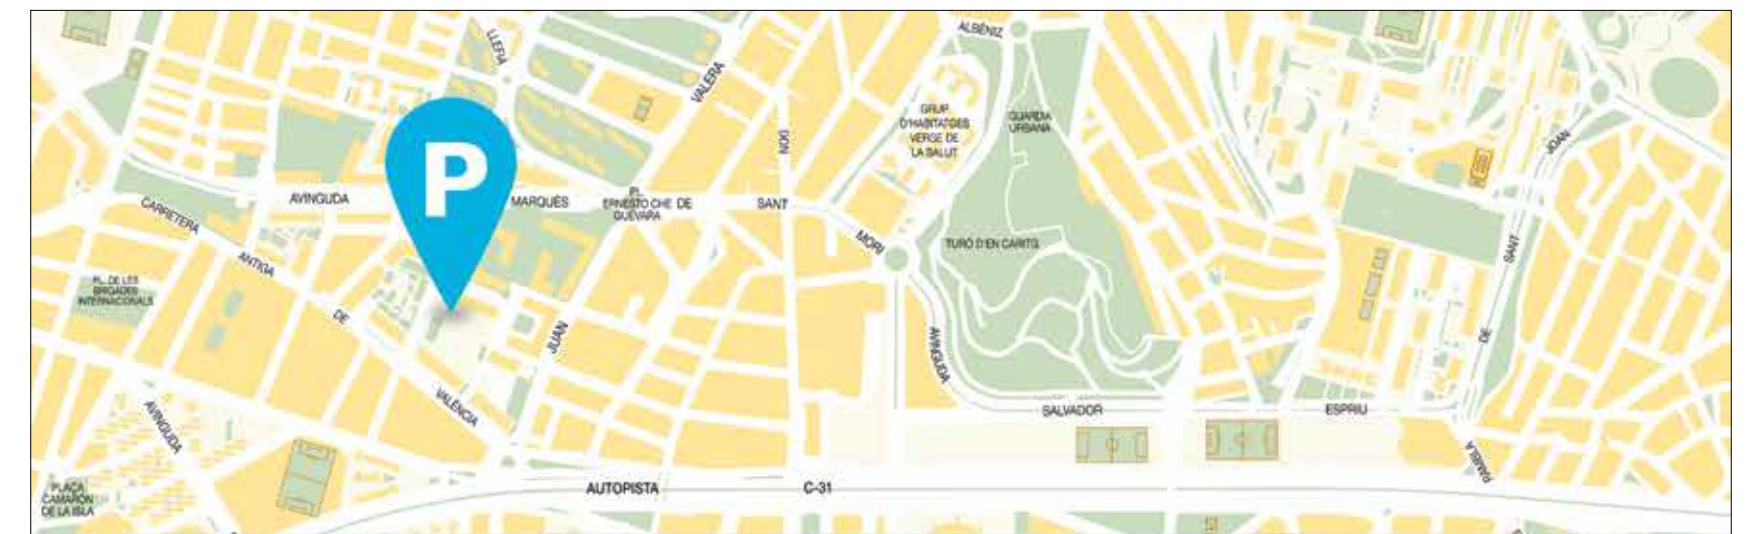 ALBÉNIZ
LLERA
VALERA
GRUP
D'HABITATGES
VERGE DE
LA SALUT
GUARDIA
URBANA
JOAN
P
AVINGUDA
MARQUÈS
PL.
ERNESTO CHE DE
GUEVARA
SANT
MORI
CARRETERA
ANTIGA
DE
VALÈNCIA
JUAN
TURÓ D'EN CARITG
SANT
DE
PL. DE LES
BRIGADES
INTERNACIONALS
AVINGUDA
AVINGUDA
SALVADOR
ESPRIU
RAMBLA
PLAÇA
CAMARÓN
DE LA ISLA
AUTOPISTA
C-31